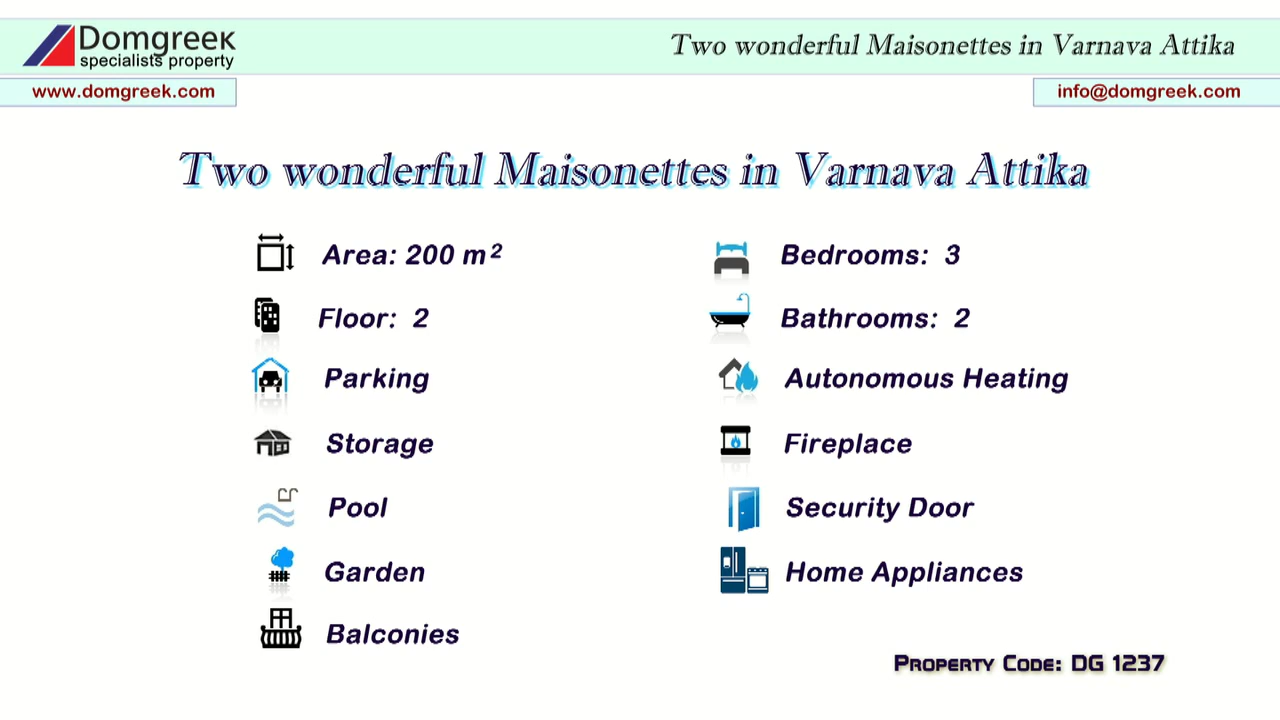 Domgreek
specialists property
Two wonderful Maisonettes in Varnava Attika
www.domgreek.com
info@domgreek.com
Two wonderful Maisonettes in Varnava Attika
Area: 200 m²
Bedrooms: 3
Floor: 2
Bathrooms: 2
Parking
Autonomous Heating
Storage
Fireplace
Pool
Security Door
Garden
Home Appliances
Balconies
Property Code: DG 1237